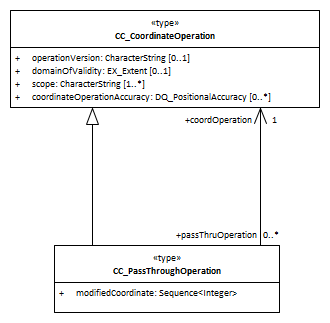 «type»
CC_CoordinateOperation
+ operationVersion: CharacterString [0..1]
+ domainOfValidity: EX_Extent [0..1]
+ scope: CharacterString [1..*]
+ coordinateOperationAccuracy: DQ_PositionalAccuracy [0..*]
+coordOperation 1
+passThruOperation 0..*
«type»
CC_PassThroughOperation
+ modifiedCoordinate: Sequence<Integer>